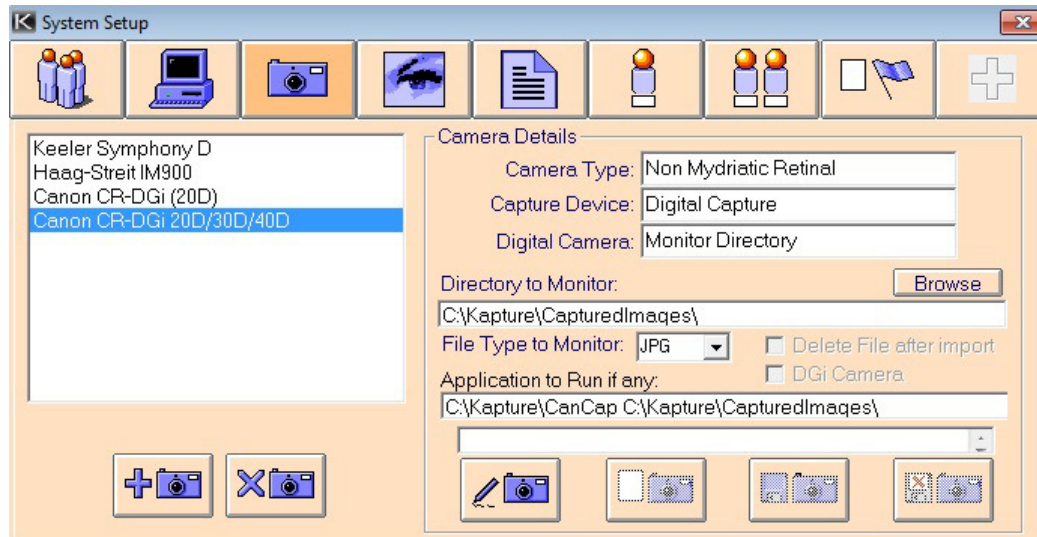 System Setup
Keeler Symphony D
Haag-Streit IM900
Canon CR-DGi (20D)
Canon CR-DGi 20D/30D/40D
Camera Details
Camera Type: Non Mydriatic Retinal
Capture Device: Digital Capture
Digital Camera: Monitor Directory
Directory to Monitor: Browse
C:\Kapture\CapturedImages\
File Type to Monitor: JPG Delete File after import
DGi Camera
Application to Run if any:
C:\Kapture\CanCap C:\Kapture\CapturedImages\